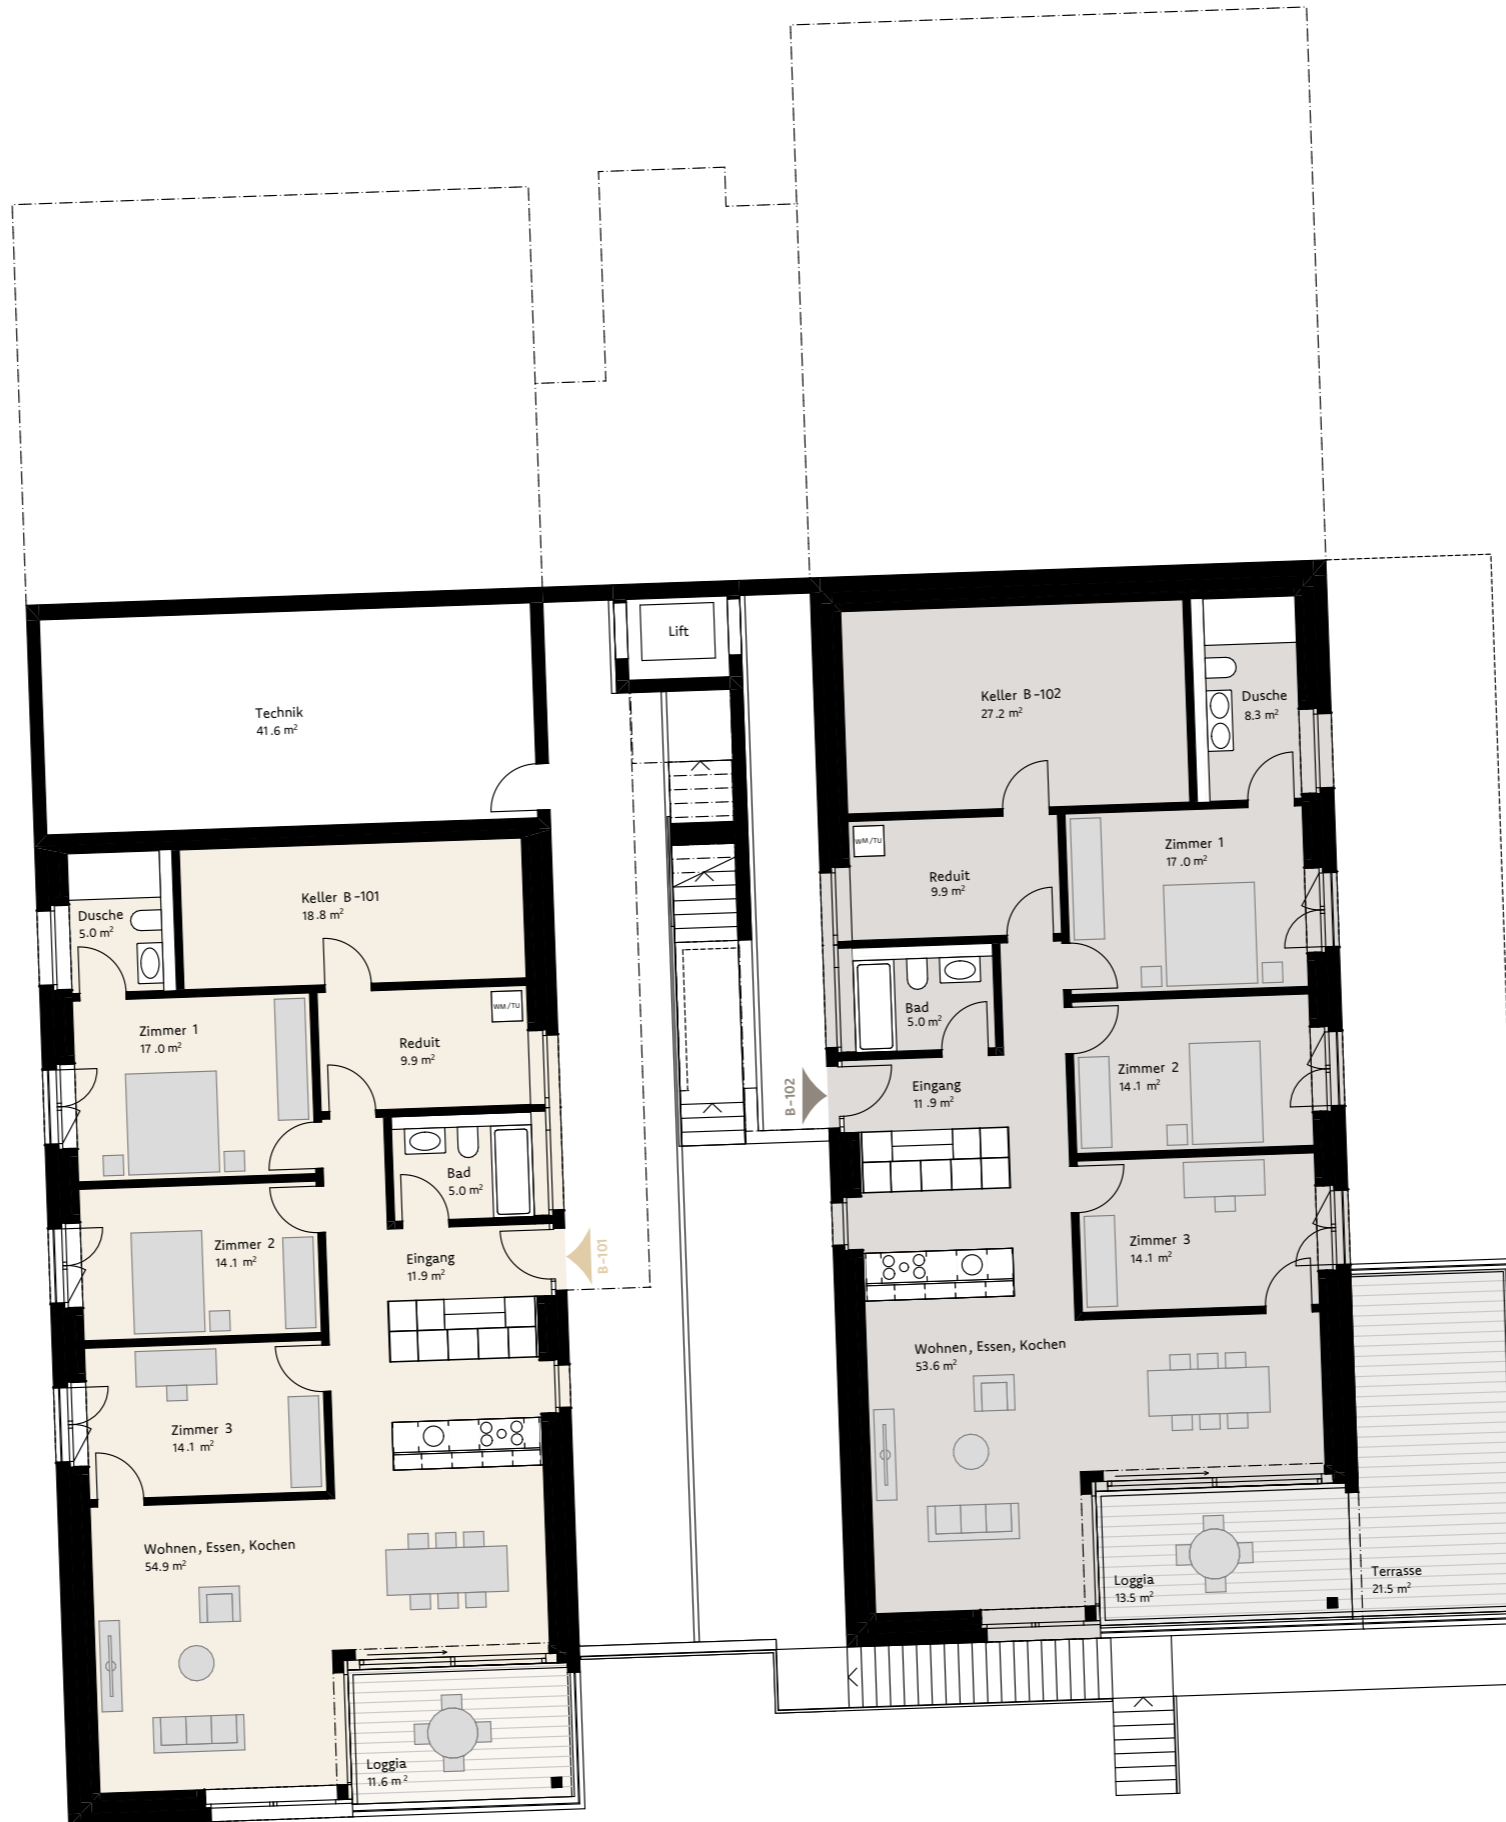 Lift
Technik
41.6 m²
Keller B-102
27.2 m²
Dusche
8.3 m²
WM/TU
Reduit
9.9 m²
Zimmer 1
17.0 m²
Bad
5.0 m²
Zimmer 2
14.1 m²
B-102
Eingang
11.9 m²
Zimmer 3
14.1 m²
Wohnen, Essen, Kochen
53.6 m²
Loggia
13.5 m²
Terrasse
21.5 m²
Keller B-101
18.8 m²
Dusche
5.0 m²
WM/TU
Zimmer 1
17.0 m²
Reduit
9.9 m²
Bad
5.0 m²
Zimmer 2
14.1 m²
Eingang
11.9 m²
B-101
Zimmer 3
14.1 m²
Wohnen, Essen, Kochen
54.9 m²
Loggia
11.6 m²